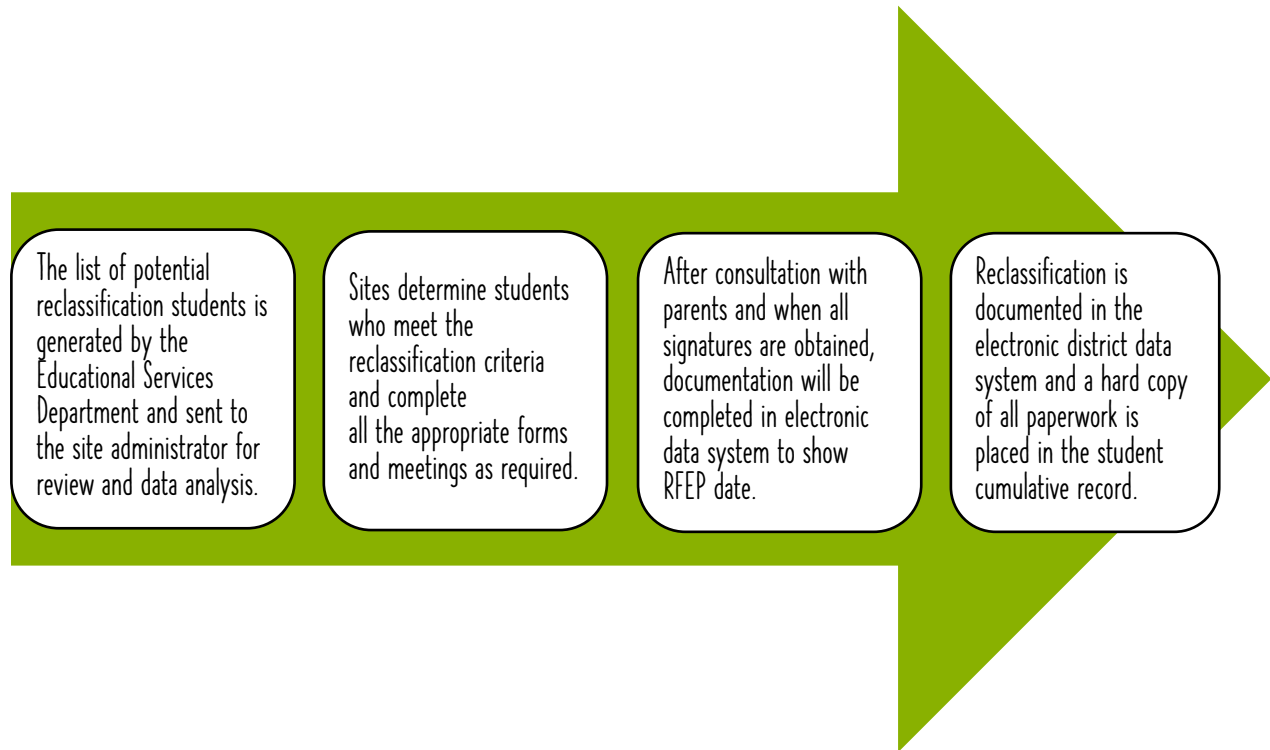 The list of potential
reclassification students is
generated by the
Educational Services
Department and sent to
the site administrator for
review and data analysis.
Sites determine students
who meet the
reclassification criteria
and complete
all the appropriate forms
and meetings as required.
After consultation with
parents and when all
signatures are obtained,
documentation will be
completed in electronic
data system to show
RFEP date.
Reclassification is
documented in the
electronic district data
system and a hard copy
of all paperwork is
placed in the student
cumulative record.